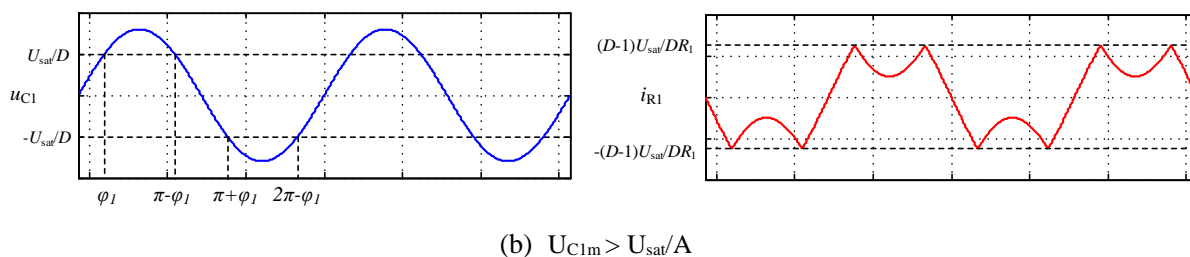 U_sat/D
u_C1
-U_sat/D
φ_1
π-φ_1
π+φ_1
2π-φ_1
(D-1)U_sat/DR_1
i_R1
-(D-1)U_sat/DR_1
(b) U_C1m > U_sat/A